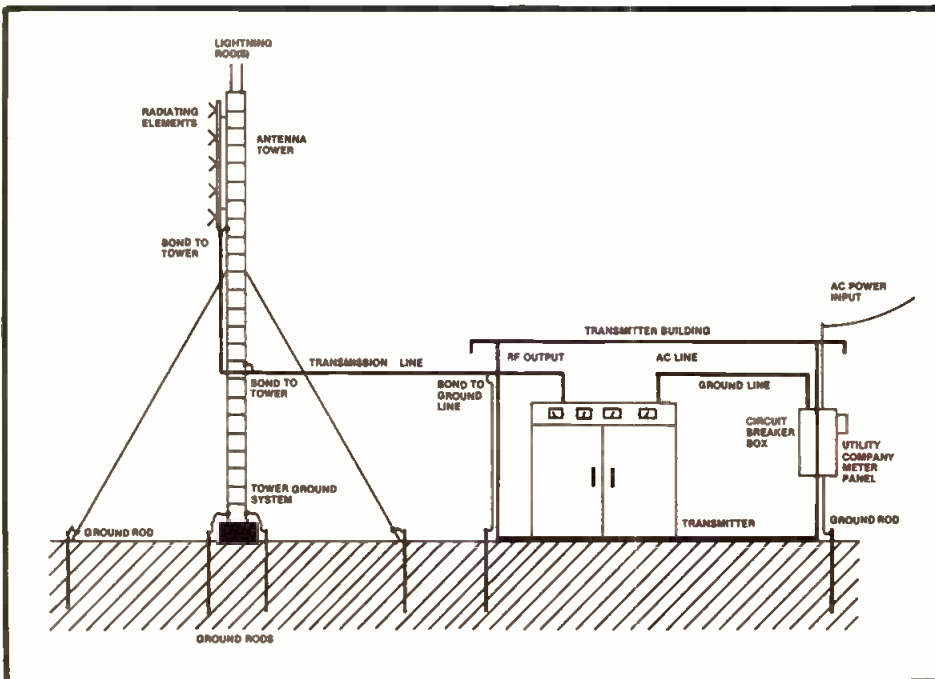 LIGHTNING
ROD(S)
RADIATING
ELEMENTS
ANTENNA
TOWER
BOND TO
TOWER
AC POWER
INPUT
TRANSMITTER BUILDING
TRANSMISSION LINE
RF OUTPUT
AC LINE
BOND TO
TOWER
BOND TO
GROUND
LINE
GROUND LINE
CIRCUIT
BREAKER
BOX
UTILITY
COMPANY
METER
PANEL
TOWER GROUND
SYSTEM
GROUND ROD
TRANSMITTER
GROUND ROD
GROUND RODS